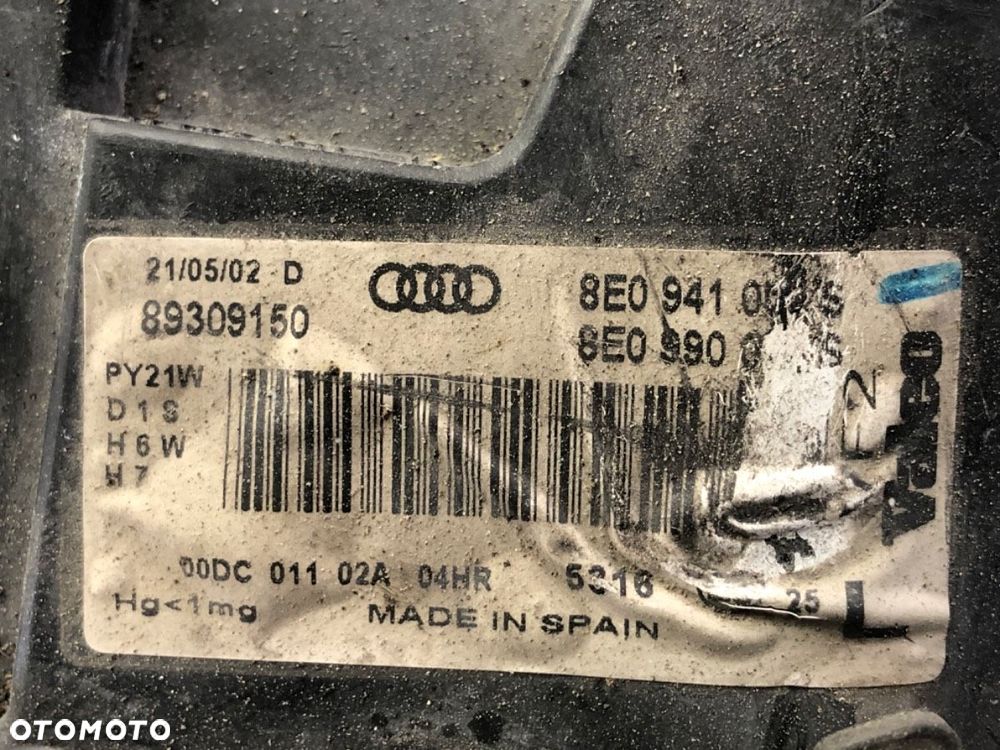 21/05/02 D
89309150
8E0 941
8E0 990
PY21W
D1S
H6W
H7
Valeo
00DC 011 02A 04HR 5316 25
L
Hg<1mg
MADE IN SPAIN
OTOMOTO